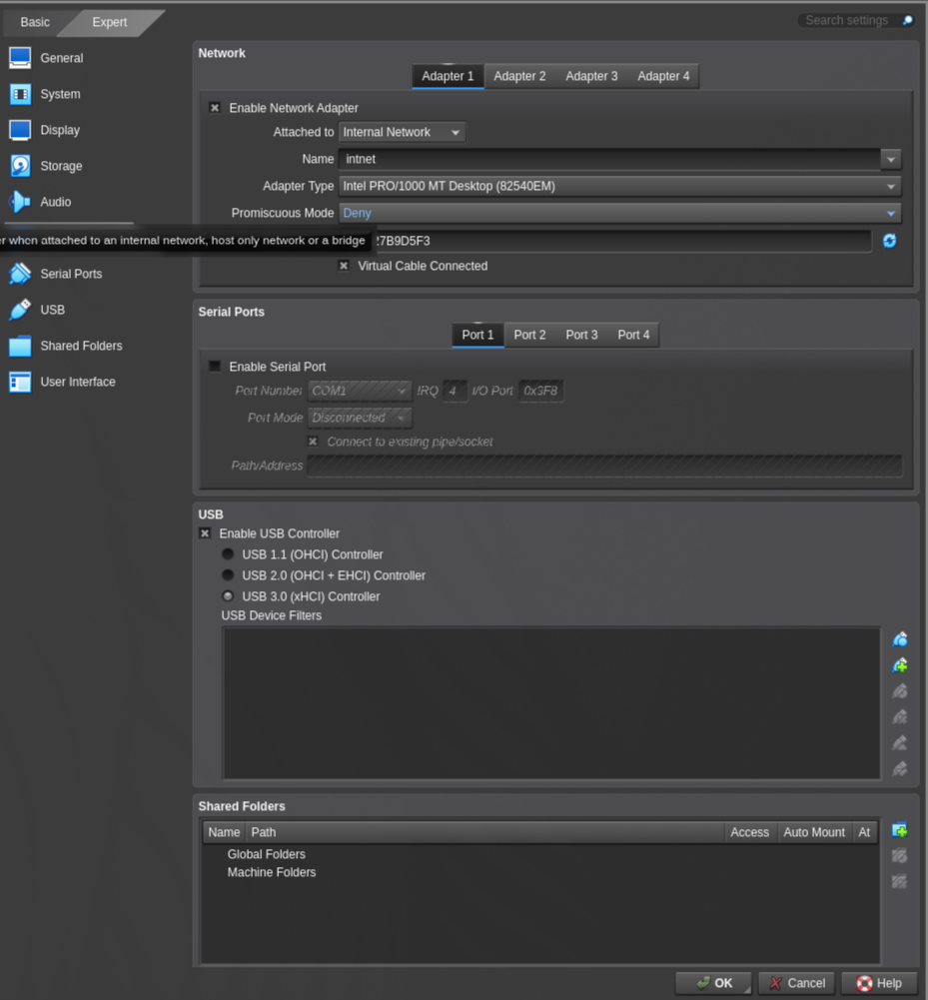 Basic Expert Search settings
General
System
Display
Storage
Audio
when attached to an internal network, host only network or a bridge
Serial Ports
USB
Shared Folders
User Interface
Network
Adapter 1 Adapter 2 Adapter 3 Adapter 4
Enable Network Adapter
Attached to Internal Network
Name intnet
Adapter Type Intel PRO/1000 MT Desktop (82540EM)
Promiscuous Mode Deny
27B9D5F3
Virtual Cable Connected
Serial Ports
Port 1 Port 2 Port 3 Port 4
Enable Serial Port
Port Number COM1 IRQ 4 I/O Port 0x3F8
Port Mode Disconnected
Connect to existing pipe/socket
Path/Address
USB
Enable USB Controller
USB 1.1 (OHCI) Controller
USB 2.0 (OHCI + EHCI) Controller
USB 3.0 (xHCI) Controller
USB Device Filters
Shared Folders
Name Path Access Auto Mount At
Global Folders
Machine Folders
OK Cancel Help